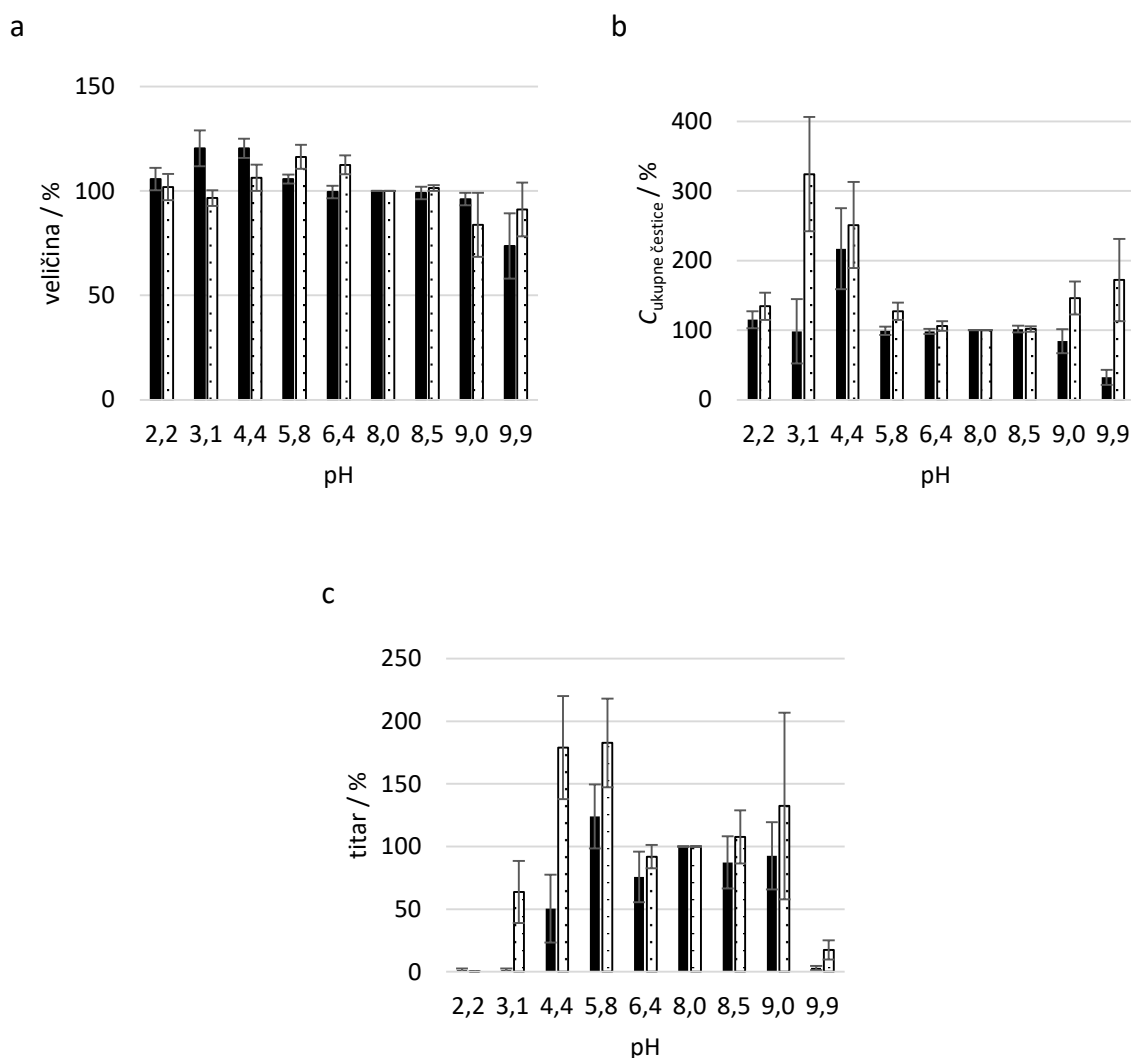 a
150
100
50
0
veličina / %
2,2 3,1 4,4 5,8 6,4 8,0 8,5 9,0 9,9
pH
b
400
300
200
100
0
C ukupne čestice / %
2,2 3,1 4,4 5,8 6,4 8,0 8,5 9,0 9,9
pH
c
250
200
150
100
50
0
titar / %
2,2 3,1 4,4 5,8 6,4 8,0 8,5 9,0 9,9
pH